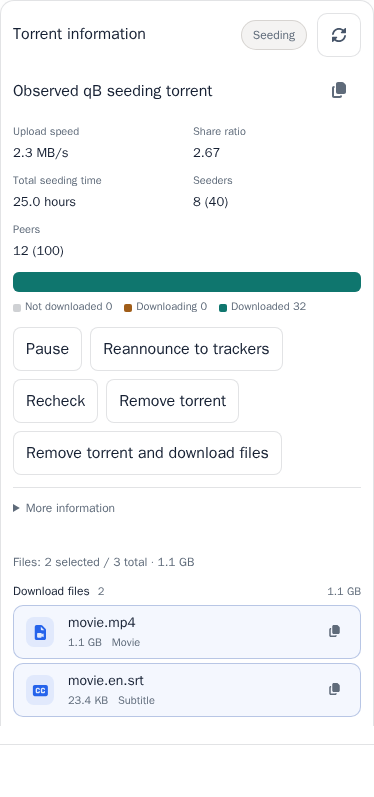 Torrent information
Seeding
Observed qB seeding torrent
Upload speed
Share ratio
2.3 MB/s
2.67
Total seeding time
Seeders
25.0 hours
8 (40)
Peers
12 (100)
Not downloaded 0 Downloading 0 Downloaded 32
Pause
Reannounce to trackers
Recheck
Remove torrent
Remove torrent and download files
More information
Files: 2 selected / 3 total · 1.1 GB
Download files 2
1.1 GB
movie.mp4
1.1 GB Movie
CC
movie.en.srt
23.4 KB Subtitle